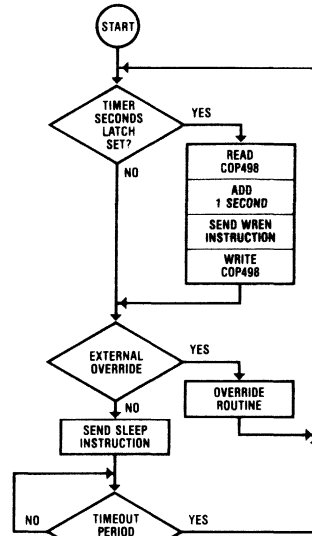 START
TIMER
SECONDS
LATCH
SET?
YES
NO
READ
COP498
ADD
1 SECOND
SEND WREN
INSTRUCTION
WRITE
COP498
EXTERNAL
OVERRIDE
YES
NO
OVERRIDE
ROUTINE
SEND SLEEP
INSTRUCTION
NO
TIMEOUT
PERIOD
YES